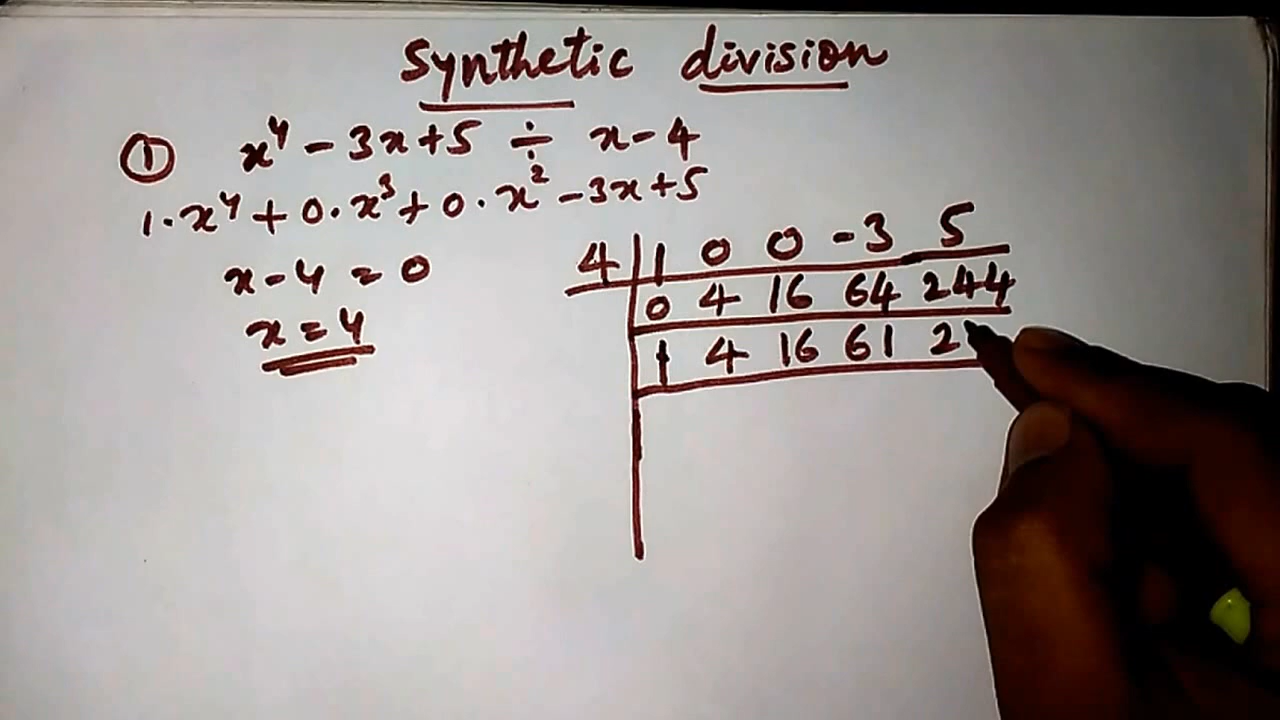 Synthetic division
① x⁴ - 3x + 5 ÷ x - 4
1·x⁴ + 0·x³ + 0·x² - 3x + 5
x - 4 = 0
x = 4
4 | 1 0 0 -3 5
0 4 16 64 244
1 4 16 61 2